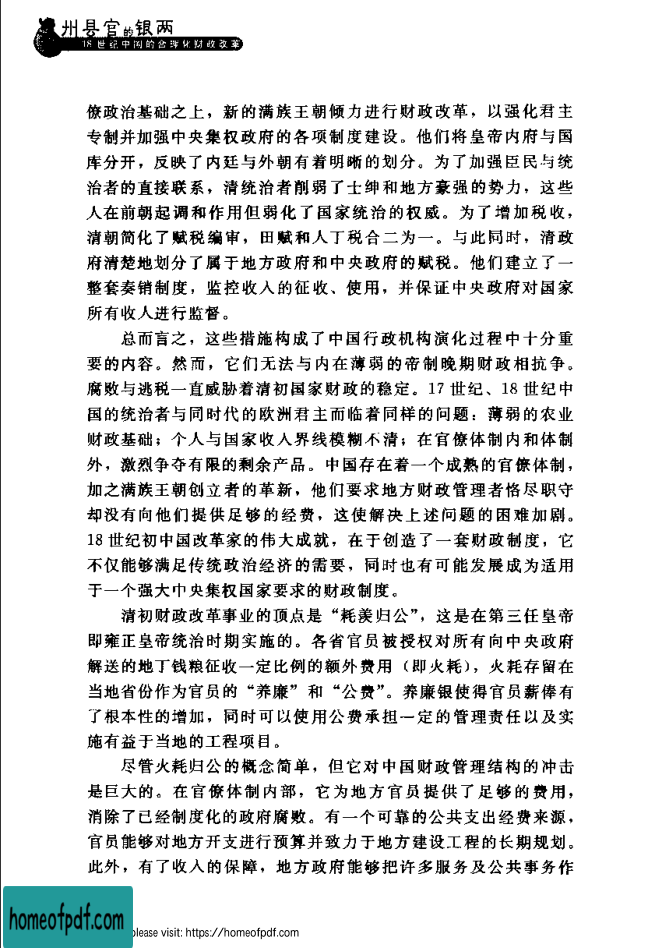 州县官的银两
18世纪中国的合理化财政改革
僚政治基础之上，新的满族王朝倾力进行财政改革，以强化君主
专制并加强中央集权政府的各项制度建设。他们将皇帝内府与国
库分开，反映了内廷与外朝有着明晰的划分。为了加强臣民与统
治者的直接联系，清统治者削弱了士绅和地方豪强的势力，这些
人在前朝起调和作用但弱化了国家统治的权威。为了增加税收，
清朝简化了赋税编审，田赋和人丁税合二为一。与此同时，清政
府清楚地划分了属于地方政府和中央政府的赋税。他们建立了一
整套奏销制度，监控收入的征收、使用，并保证中央政府对国家
所有收人进行监督。
总而言之，这些措施构成了中国行政机构演化过程中十分重
要的内容。然而，它们无法与内在薄弱的帝制晚期财政相抗争。
腐败与逃税一直威胁着清初国家财政的稳定。17世纪、18世纪中
国的统治者与同时代的欧洲君主而临着同样的问题：薄弱的农业
财政基础；个人与国家收入界线模糊不清；在官僚体制内和体制
外，激烈争夺有限的剩余产品。中国存在着一个成熟的官僚体制，
加之满族王朝创立者的革新，他们要求地方财政管理者恪尽职守
却没有向他们提供足够的经费，这使解决上述问题的困难加剧。
18世纪初中国改革家的伟大成就，在于创造了一套财政制度，它
不仅能够满足传统政治经济的需要，同时也有可能发展成为适用
于一个强大中央集权国家要求的财政制度。
清初财政改革事业的顶点是“耗羡归公”，这是在第三任皇帝
即雍正皇帝统治时期实施的。各省官员被授权对所有向中央政府
解送的地丁钱粮征收一定比例的额外费用（即火耗），火耗存留在
当地省份作为官员的“养廉”和“公费”。养廉银使得官员薪俸有
了根本性的增加，同时可以使用公费承担一定的管理责任以及实
施有益于当地的工程项目。
尽管火耗归公的概念简单，但它对中国财政管理结构的冲击
是巨大的。在官僚体制内部，它为地方官员提供了足够的费用，
消除了已经制度化的政府腐败。有一个可靠的公共支出经费来源，
官员能够对地方开支进行预算并致力于地方建设工程的长期规划。
此外，有了收入的保障，地方政府能够把许多服务及公共事务作
homeofpdf.com
please visit: https://homeofpdf.com